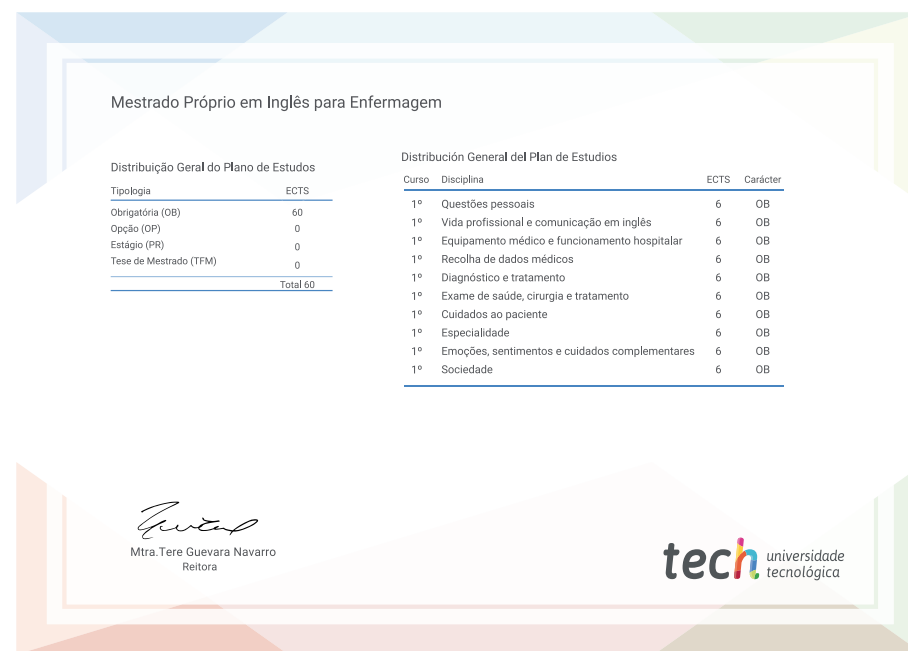 Mestrado Próprio em Inglês para Enfermagem
Distribuição Geral do Plano de Estudos
Tipologia ECTS
Obrigatória (OB) 60
Opção (OP) 0
Estágio (PR) 0
Tese de Mestrado (TFM) 0
Total 60
Distribución General del Plan de Estudios
Curso Disciplina ECTS Carácter
1º Questões pessoais 6 OB
1º Vida profissional e comunicação em inglês 6 OB
1º Equipamento médico e funcionamento hospitalar 6 OB
1º Recolha de dados médicos 6 OB
1º Diagnóstico e tratamento 6 OB
1º Exame de saúde, cirurgia e tratamento 6 OB
1º Cuidados ao paciente 6 OB
1º Especialidade 6 OB
1º Emoções, sentimentos e cuidados complementares 6 OB
1º Sociedade 6 OB
Mtra.Tere Guevara Navarro
Reitora
tech universidade
tecnológica